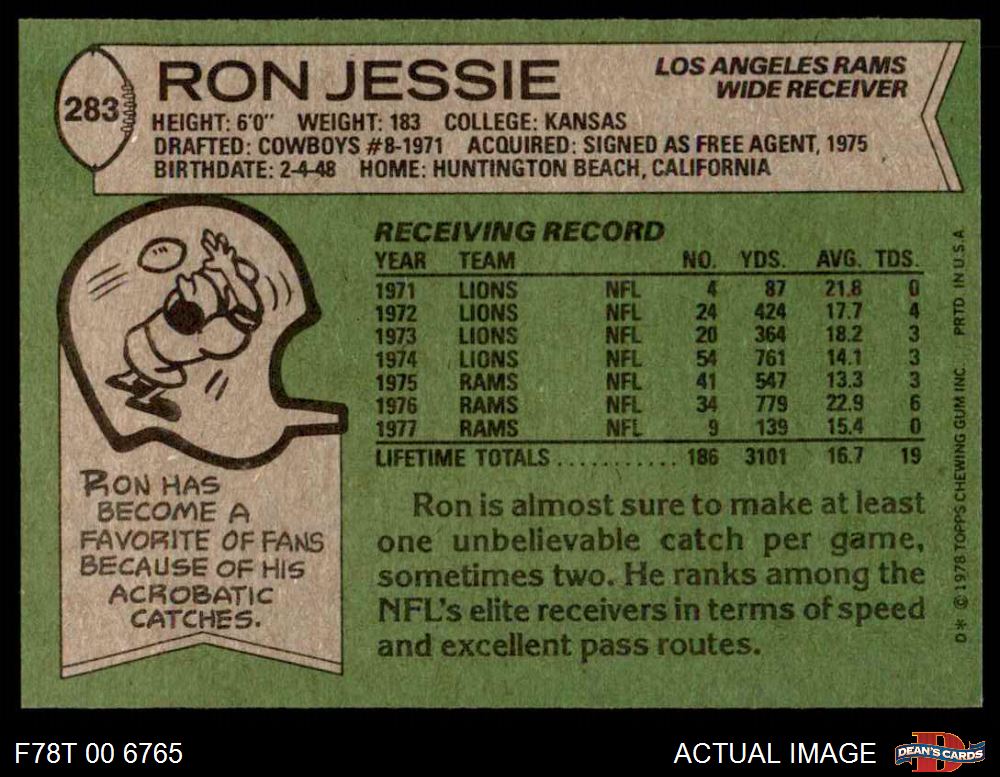 283
RON JESSIE
LOS ANGELES RAMS
WIDE RECEIVER
HEIGHT: 6'0" WEIGHT: 183 COLLEGE: KANSAS
DRAFTED: COWBOYS #8-1971 ACQUIRED: SIGNED AS FREE AGENT, 1975
BIRTHDATE: 2-4-48 HOME: HUNTINGTON BEACH, CALIFORNIA
RECEIVING RECORD
YEAR TEAM NO. YDS. AVG. TDS.
1971 LIONS NFL 4 87 21.8 0
1972 LIONS NFL 24 424 17.7 4
1973 LIONS NFL 20 364 18.2 3
1974 LIONS NFL 54 761 14.1 3
1975 RAMS NFL 41 547 13.3 3
1976 RAMS NFL 34 779 22.9 6
1977 RAMS NFL 9 139 15.4 0
LIFETIME TOTALS ........... 186 3101 16.7 19
RON HAS
BECOME A
FAVORITE OF FANS
BECAUSE OF HIS
ACROBATIC
CATCHES.
Ron is almost sure to make at least
one unbelievable catch per game,
sometimes two. He ranks among the
NFL's elite receivers in terms of speed
and excellent pass routes.
D* © 1978 TOPPS CHEWING GUM INC. PRTD IN U.S.A
F78T 00 6765
ACTUAL IMAGE
D
DEAN'S CARDS